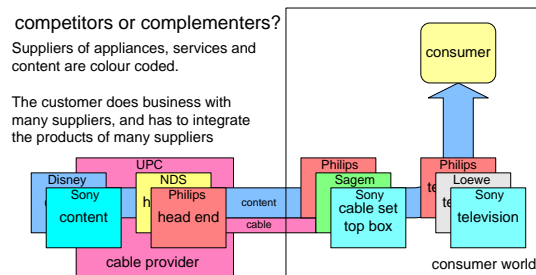 competitors or complementers?
Suppliers of appliances, services and
content are colour coded.
The customer does business with
many suppliers, and has to integrate
the products of many suppliers
consumer
UPC
Disney
Sony
content
NDS
h
Philips
head end
cable provider
content
cable
Philips
Sagem
Sony
cable set
top box
Philips
te
Loewe
te
Sony
television
consumer world